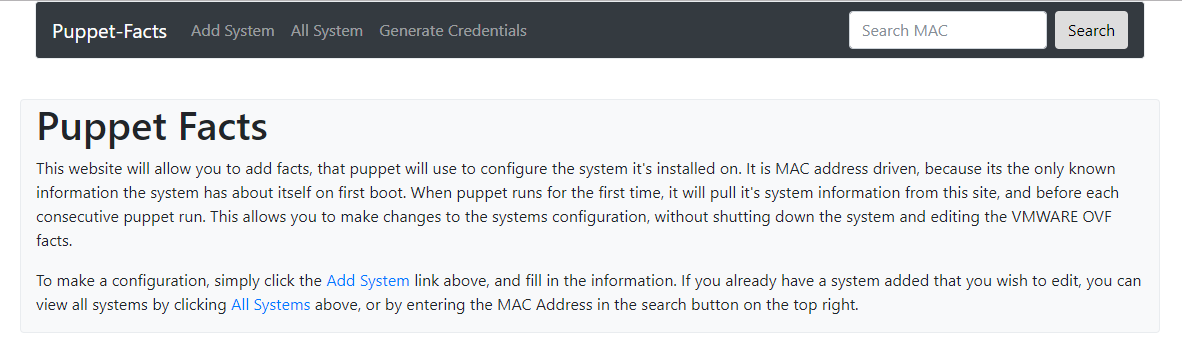 Puppet-Facts Add System All System Generate Credentials Search MAC Search
Puppet Facts
This website will allow you to add facts, that puppet will use to configure the system it's installed on. It is MAC address driven, because its the only known
information the system has about itself on first boot. When puppet runs for the first time, it will pull it's system information from this site, and before each
consecutive puppet run. This allows you to make changes to the systems configuration, without shutting down the system and editing the VMWARE OVF
facts.
To make a configuration, simply click the Add System link above, and fill in the information. If you already have a system added that you wish to edit, you can
view all systems by clicking All Systems above, or by entering the MAC Address in the search button on the top right.